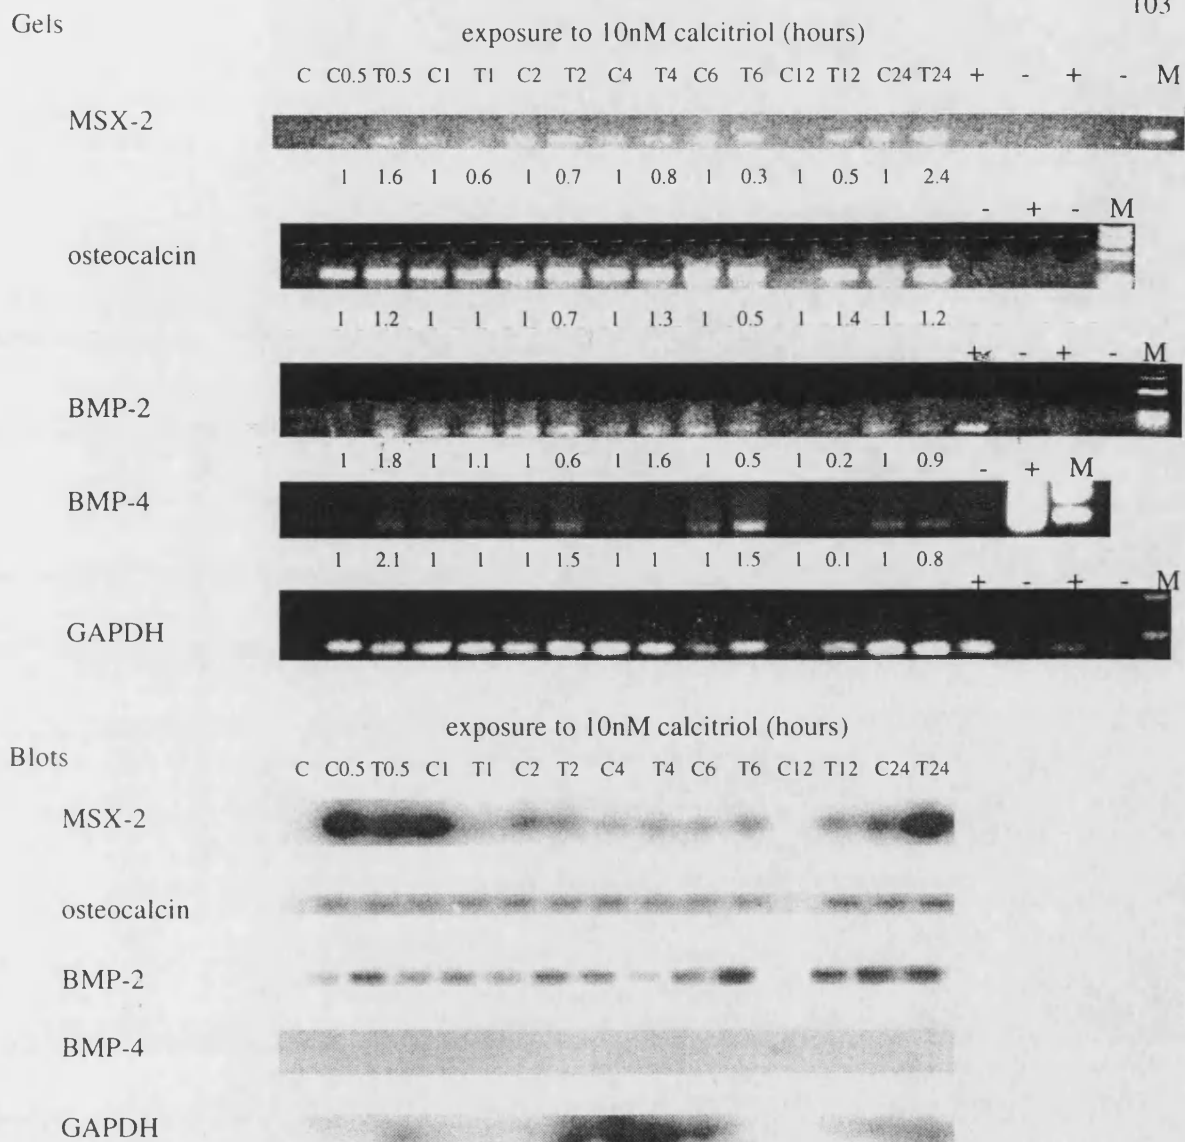 103
Gels
exposure to 10nM calcitriol (hours)
C C0.5 T0.5 C1 T1 C2 T2 C4 T4 C6 T6 C12 T12 C24 T24 + - + - M
MSX-2
1 1.6 1 0.6 1 0.7 1 0.8 1 0.3 1 0.5 1 2.4
- + - M
osteocalcin
1 1.2 1 1 1 0.7 1 1.3 1 0.5 1 1.4 1 1.2
+ - + - M
BMP-2
1 1.8 1 1.1 1 0.6 1 1.6 1 0.5 1 0.2 1 0.9
- + M
BMP-4
1 2.1 1 1 1 1.5 1 1 1 1.5 1 0.1 1 0.8
+ - + - M
GAPDH
exposure to 10nM calcitriol (hours)
Blots
C C0.5 T0.5 C1 T1 C2 T2 C4 T4 C6 T6 C12 T12 C24 T24
MSX-2
osteocalcin
BMP-2
BMP-4
GAPDH